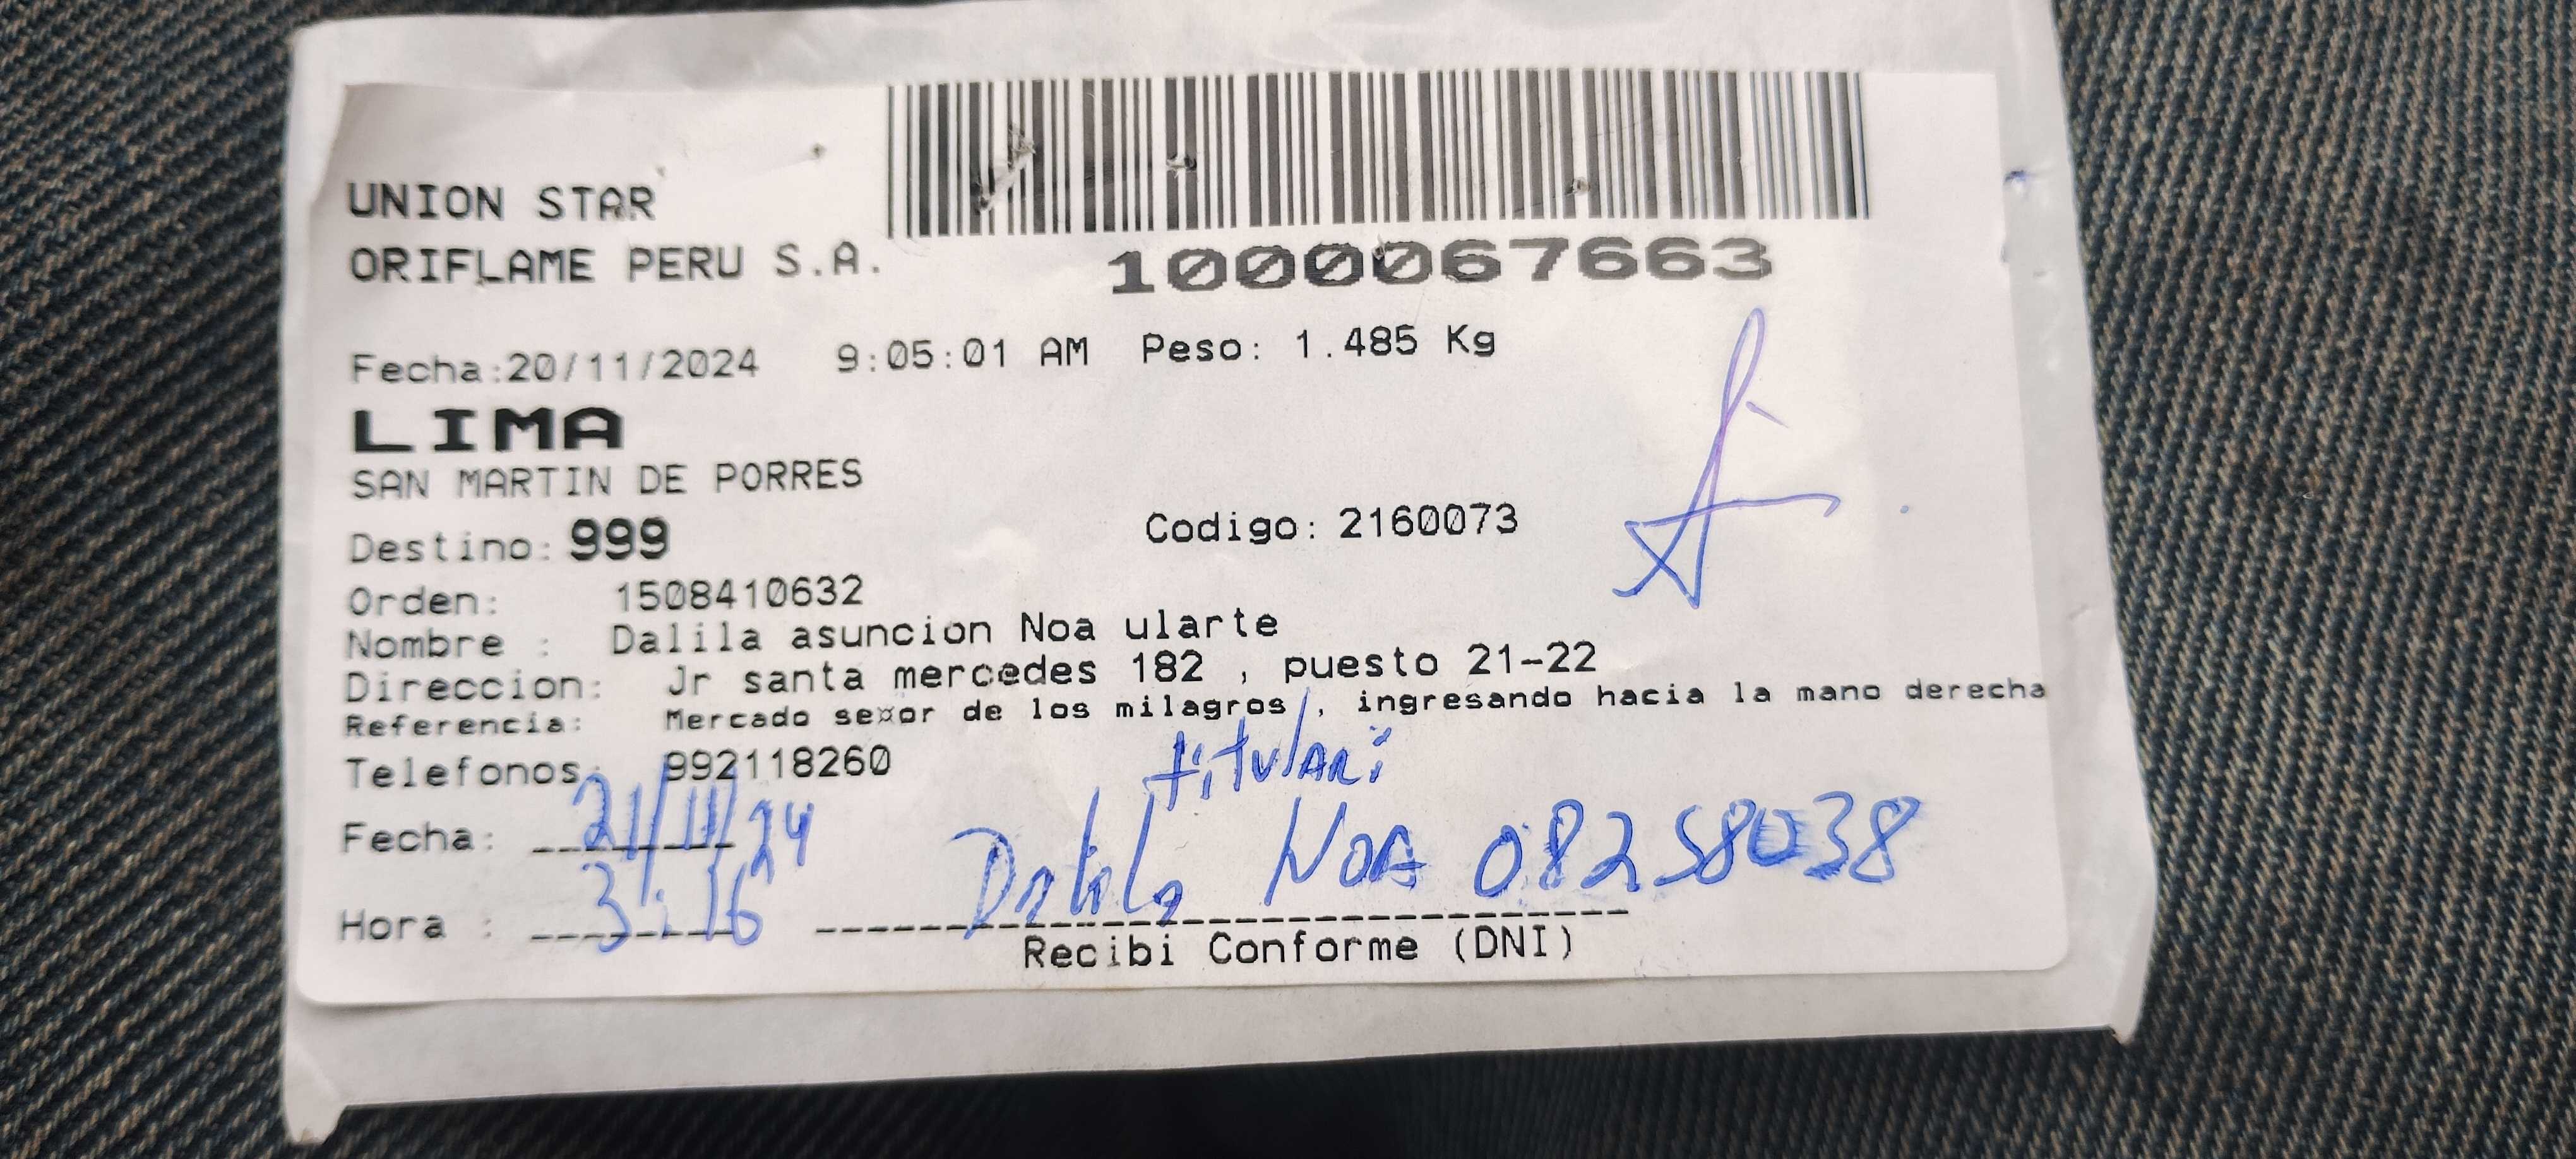 UNION STAR
ORIFLAME PERU S.A.
1000067663
Fecha:20/11/2024 9:05:01 AM Peso: 1.485 Kg
LIMA
SAN MARTIN DE PORRES
Destino: 999 Codigo: 2160073
Orden: 1508410632
Nombre : Dalila asuncion Noa ularte
Direccion: Jr santa mercedes 182 , puesto 21-22
Referencia: Mercado se¤or de los milagros , ingresando hacia la mano derecha
Telefonos: 992118260
titular:
Fecha: 21/11/24
Dalila Noa 08258038
Hora : 3:16
Recibi Conforme (DNI)